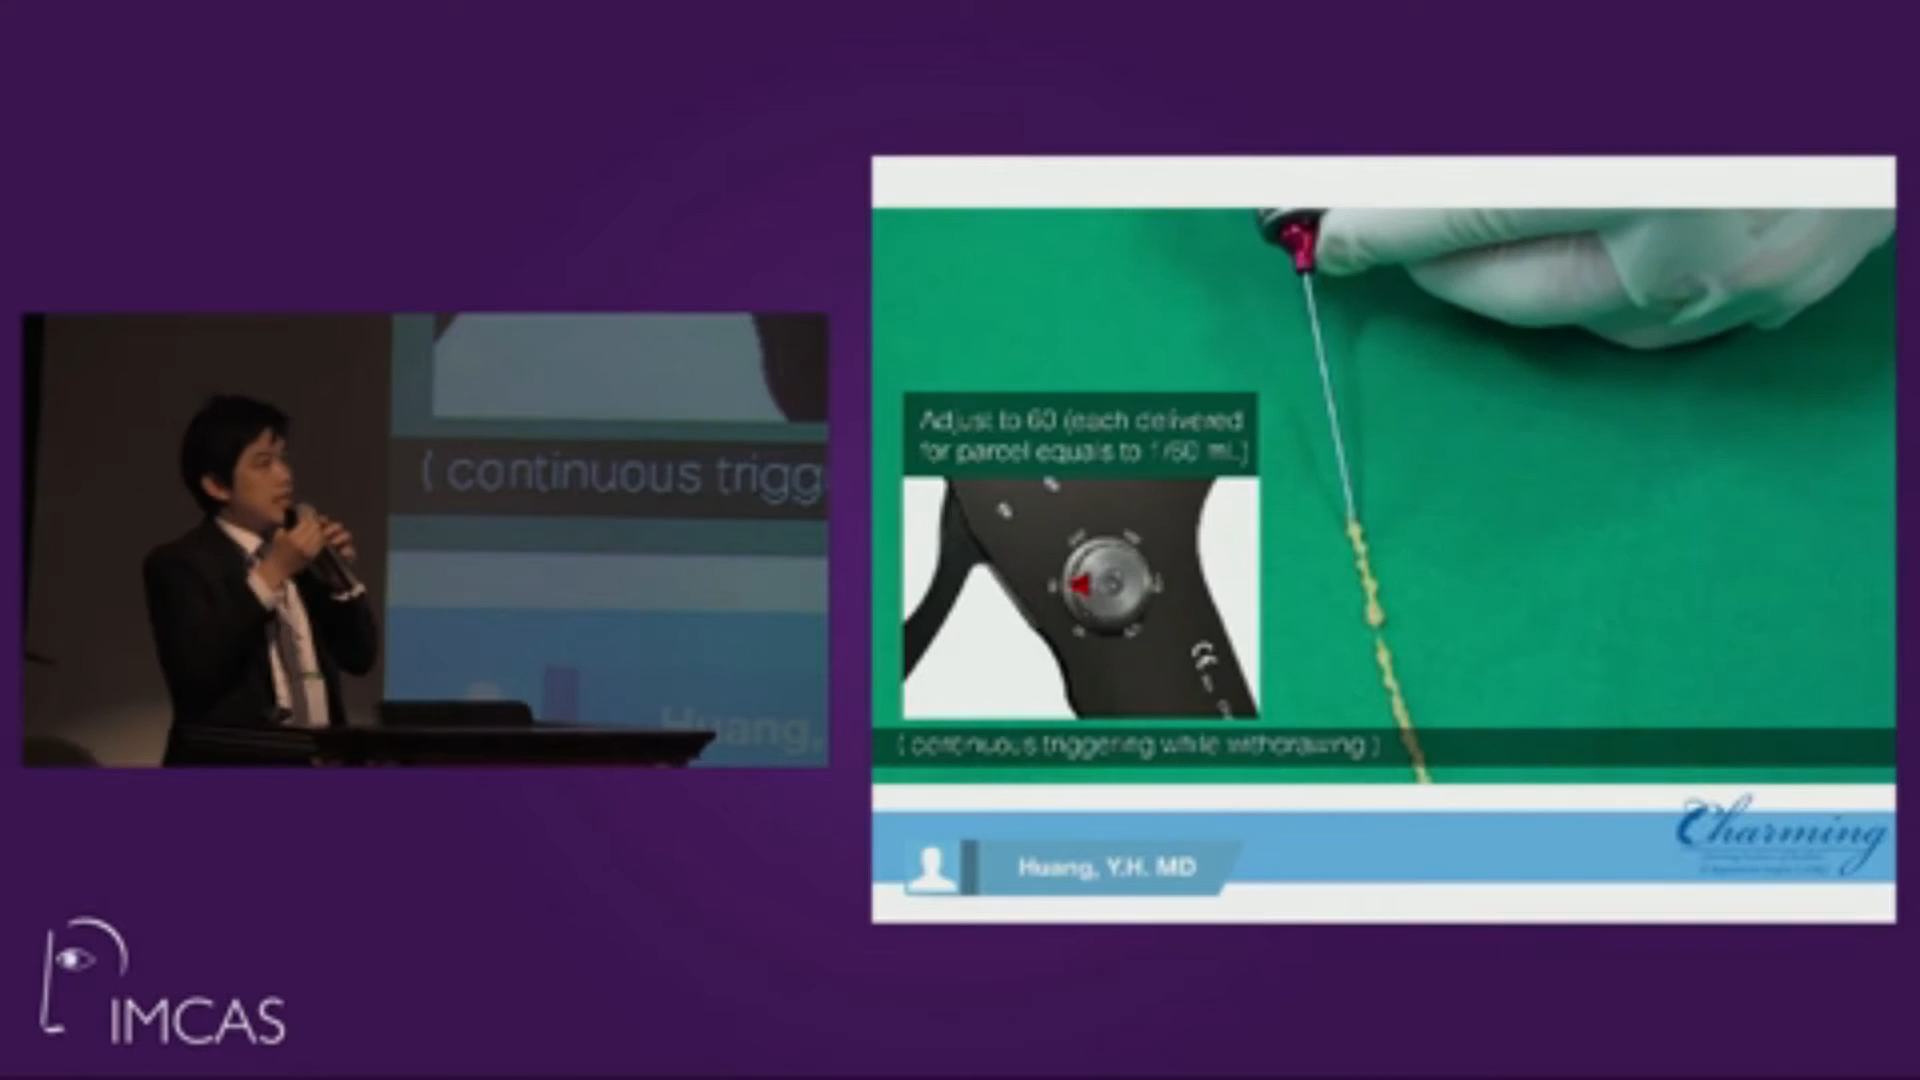 ( continuous trigg
Huang,
Adjust to 60 (each delivered
for parcel equals to 1/60 mL)
( continuous triggering while withdrawing )
Huang, Y.H. MD
Charming
IMCAS